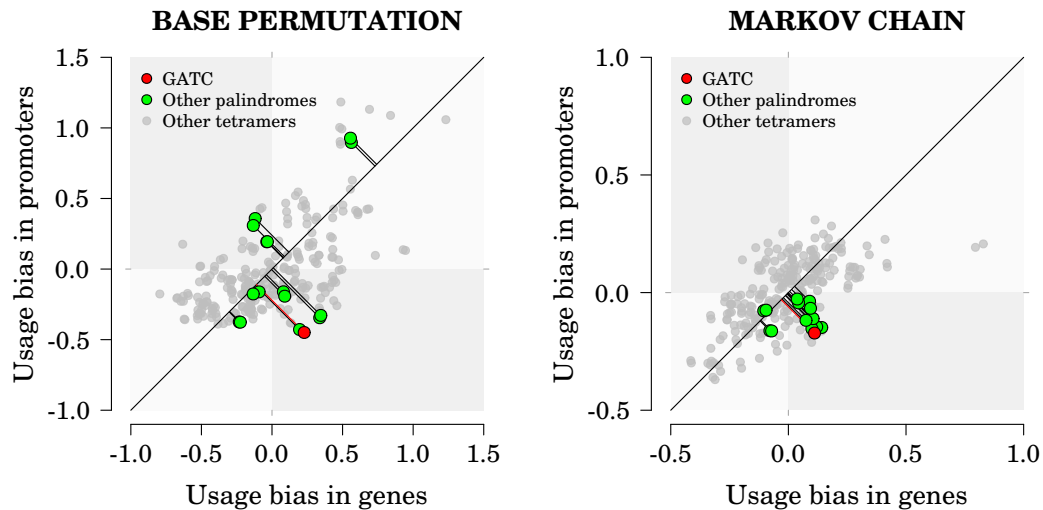 BASE PERMUTATION
Usage bias in promoters
1.5
1.0
0.5
0.0
-0.5
-1.0
GATC
Other palindromes
Other tetramers
-1.0 -0.5 0.0 0.5 1.0 1.5
Usage bias in genes
MARKOV CHAIN
Usage bias in promoters
1.0
0.5
0.0
-0.5
GATC
Other palindromes
Other tetramers
-0.5 0.0 0.5 1.0
Usage bias in genes